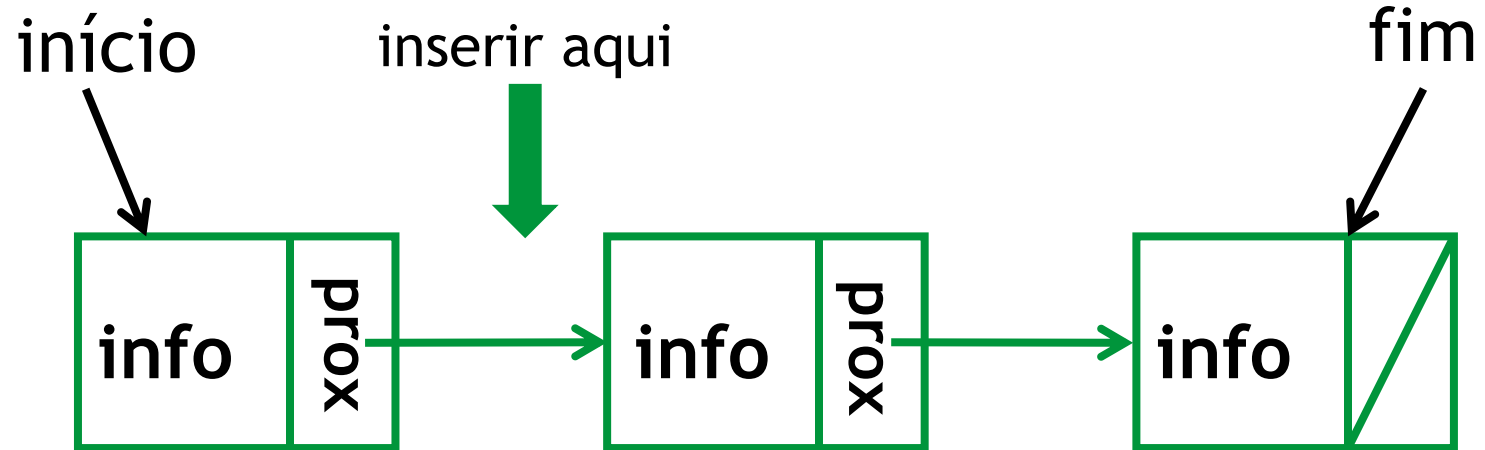 início
inserir aqui
fim
info
prox
info
prox
info